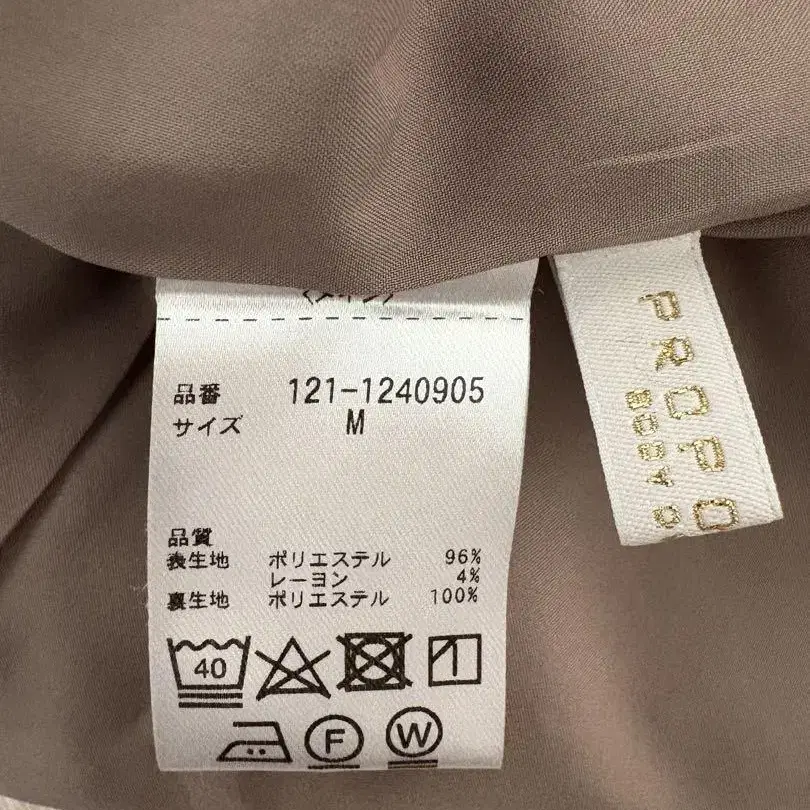 品番 121-1240905
サイズ M
品質
表生地 ポリエステル 96%
レーヨン 4%
裏生地 ポリエステル 100%
40
F
W
PROPO
BODY D